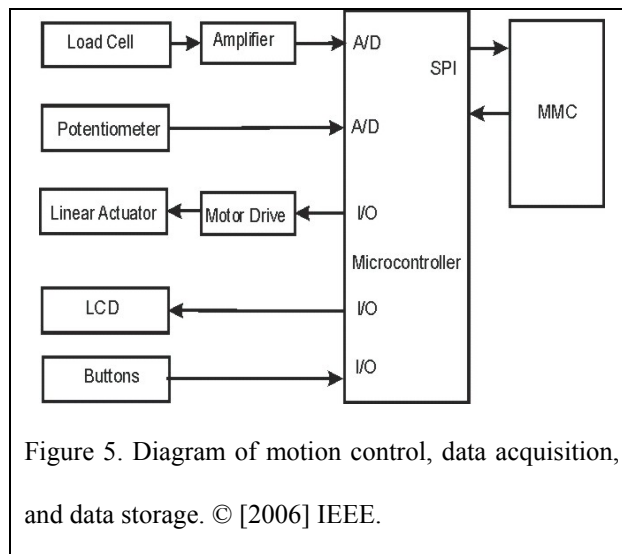 Load Cell
Amplifier
A/D
SPI
MMC
Potentiometer
A/D
Linear Actuator
Motor Drive
I/O
Microcontroller
LCD
I/O
Buttons
I/O
Figure 5. Diagram of motion control, data acquisition,
and data storage. © [2006] IEEE.